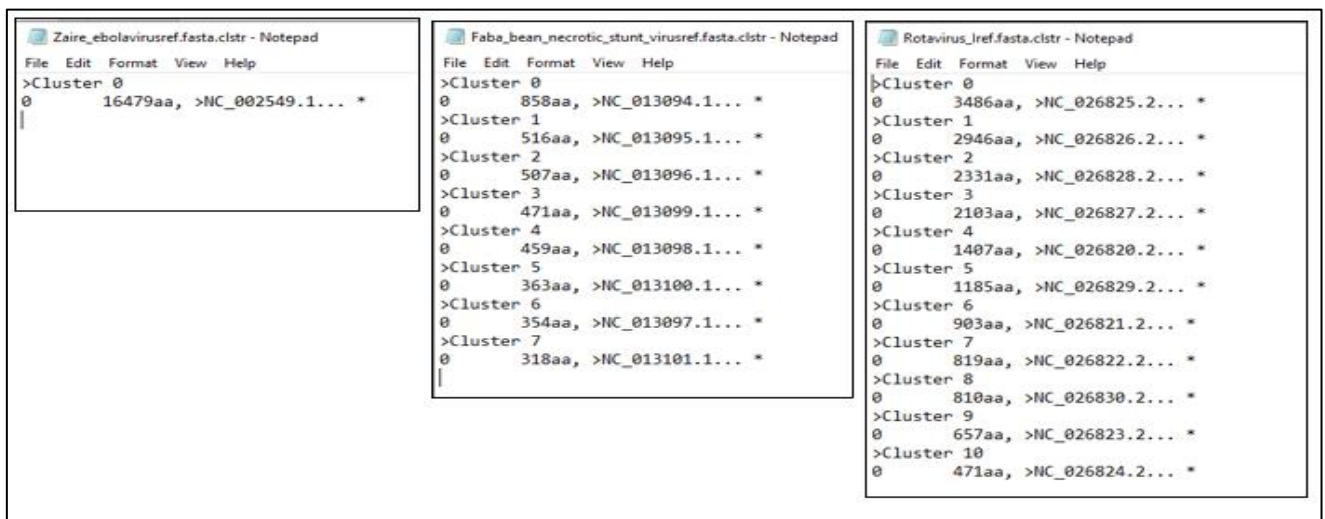 Zaire_ebolavirusref.fasta.clstr - Notepad
File Edit Format View Help
>Cluster 0
0 16479aa, >NC_002549.1... *
Faba_bean_necrotic_stunt_virusref.fasta.clstr - Notepad
File Edit Format View Help
>Cluster 0
0 858aa, >NC_013094.1... *
>Cluster 1
0 516aa, >NC_013095.1... *
>Cluster 2
0 507aa, >NC_013096.1... *
>Cluster 3
0 471aa, >NC_013099.1... *
>Cluster 4
0 459aa, >NC_013098.1... *
>Cluster 5
0 363aa, >NC_013100.1... *
>Cluster 6
0 354aa, >NC_013097.1... *
>Cluster 7
0 318aa, >NC_013101.1... *
Rotavirus_Iref.fasta.clstr - Notepad
File Edit Format View Help
>Cluster 0
0 3486aa, >NC_026825.2... *
>Cluster 1
0 2946aa, >NC_026826.2... *
>Cluster 2
0 2331aa, >NC_026828.2... *
>Cluster 3
0 2103aa, >NC_026827.2... *
>Cluster 4
0 1407aa, >NC_026820.2... *
>Cluster 5
0 1185aa, >NC_026829.2... *
>Cluster 6
0 903aa, >NC_026821.2... *
>Cluster 7
0 819aa, >NC_026822.2... *
>Cluster 8
0 810aa, >NC_026830.2... *
>Cluster 9
0 657aa, >NC_026823.2... *
>Cluster 10
0 471aa, >NC_026824.2... *